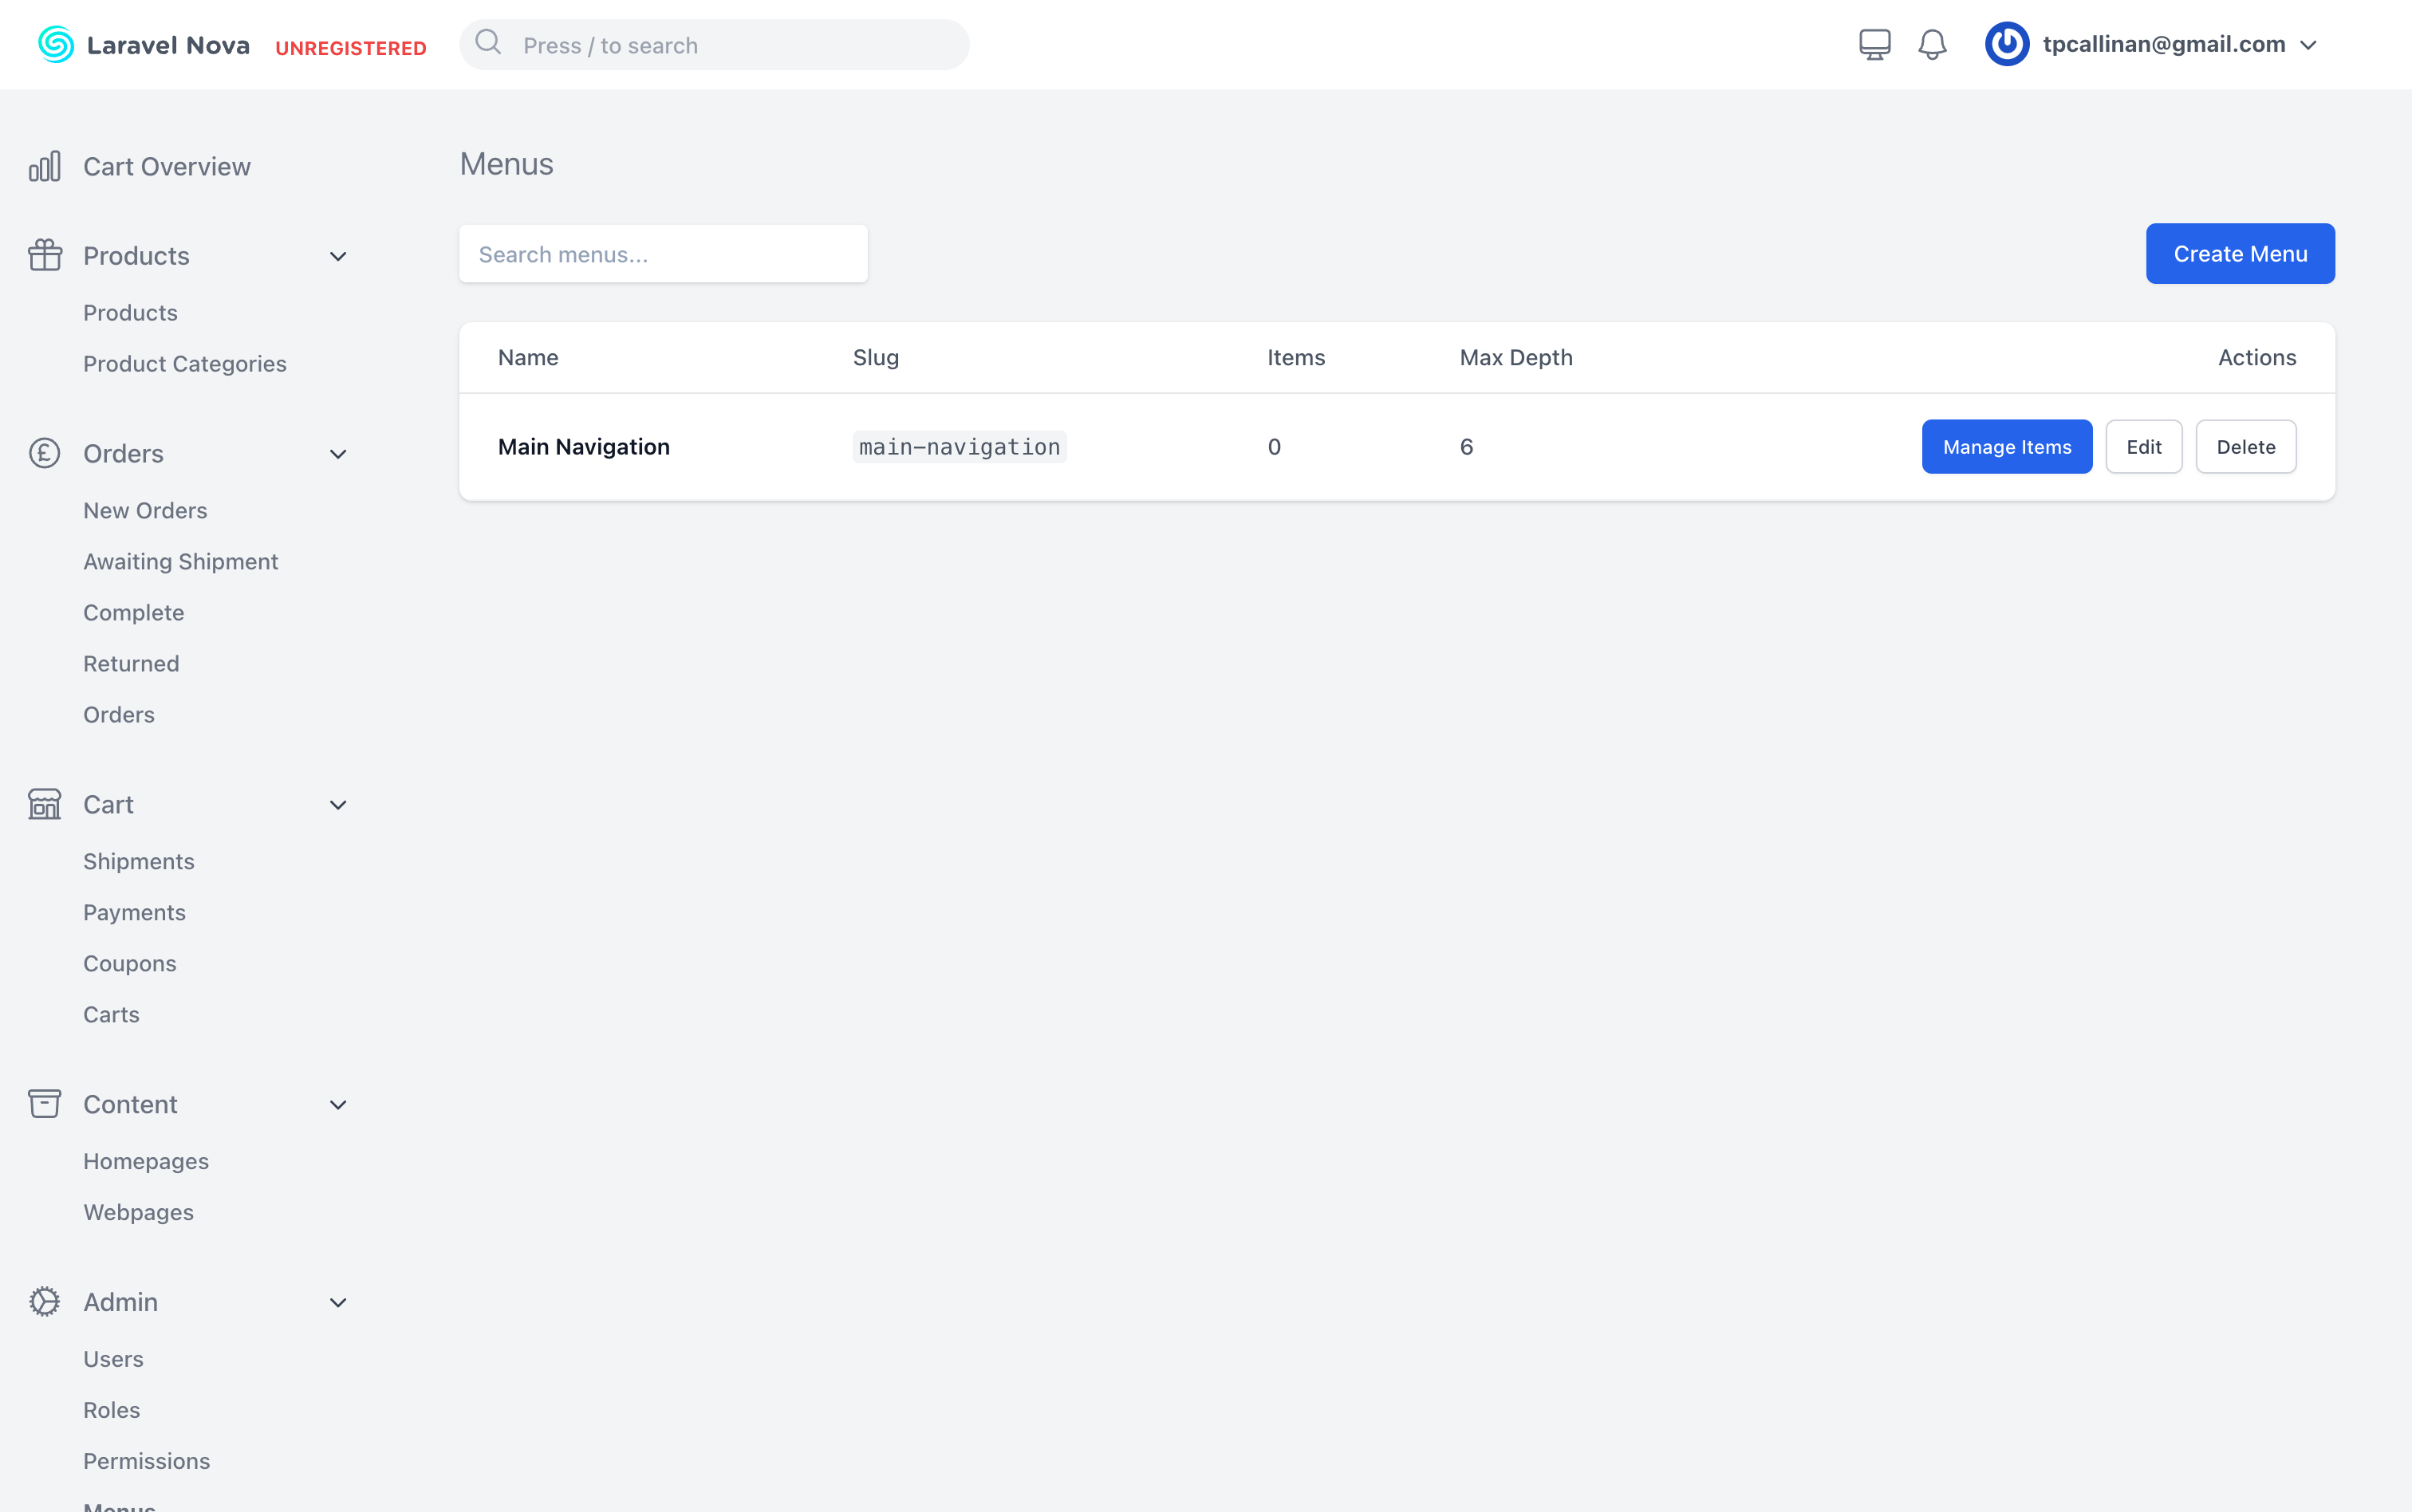 Laravel Nova UNREGISTERED Press / to search tpcallinan@gmail.com
Cart Overview
Products
Products
Product Categories
Orders
New Orders
Awaiting Shipment
Complete
Returned
Orders
Cart
Shipments
Payments
Coupons
Carts
Content
Homepages
Webpages
Admin
Users
Roles
Permissions
Menus
Menus
Search menus...
Create Menu
Name Slug Items Max Depth Actions
Main Navigation main-navigation 0 6 Manage Items Edit Delete